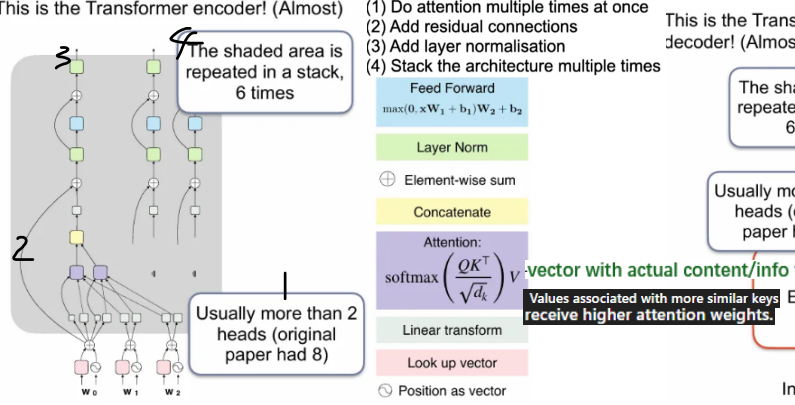 This is the Transformer encoder! (Almost)
3
4
The shaded area is
repeated in a stack,
6 times
2
1
Usually more than 2
heads (original
paper had 8)
w 0
w 1
w 2
(1) Do attention multiple times at once
(2) Add residual connections
(3) Add layer normalisation
(4) Stack the architecture multiple times
Feed Forward
max(0, xW₁ + b₁)W₂ + b₂
Layer Norm
Element-wise sum
Concatenate
Attention:
softmax(QKᵀ/√dₖ)V
-vector with actual content/info
Values associated with more similar keys
receive higher attention weights.
Linear transform
Look up vector
Position as vector
This is the Trans
decoder! (Almos
The sha
repeate
6
Usually mo
heads (
paper
E
In